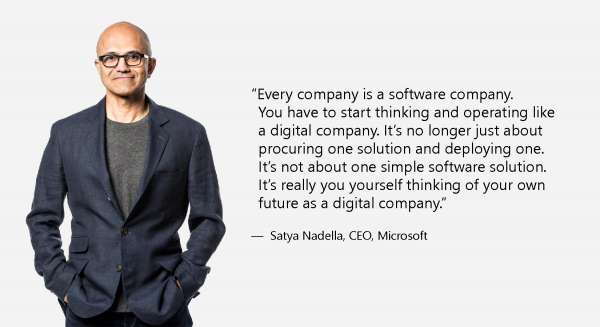 “Every company is a software company.
You have to start thinking and operating like
a digital company. It’s no longer just about
procuring one solution and deploying one.
It’s not about one simple software solution.
It’s really you yourself thinking of your own
future as a digital company.”
— Satya Nadella, CEO, Microsoft